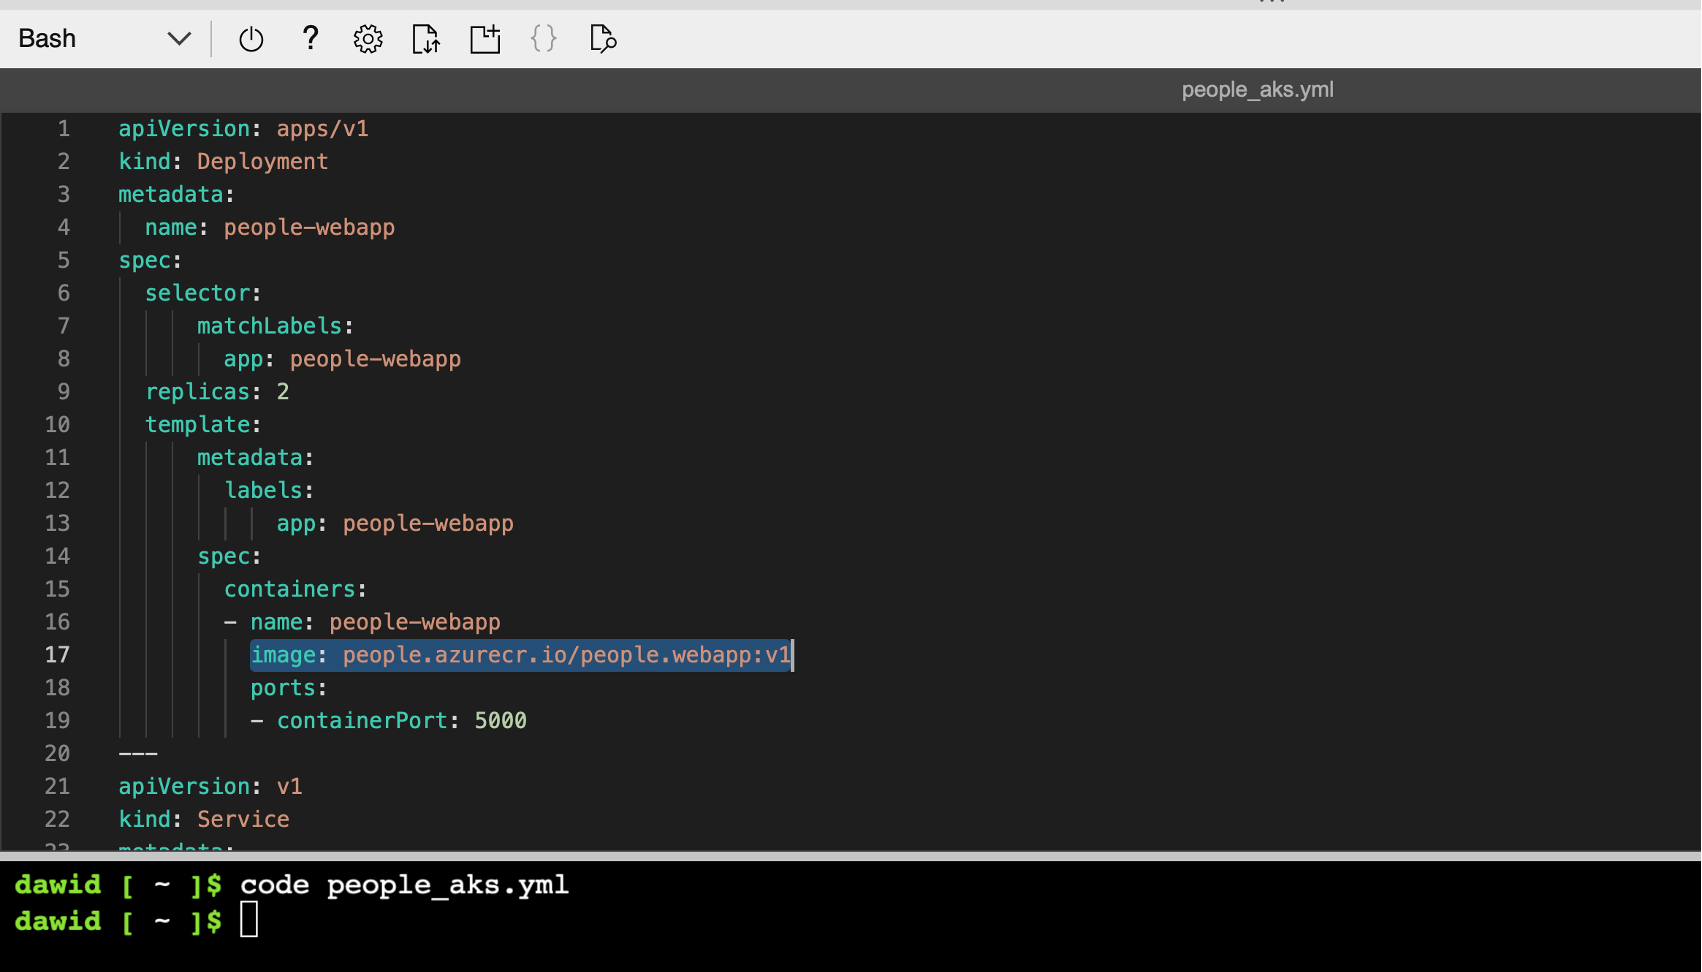 Bash
people_aks.yml
1 apiVersion: apps/v1
2 kind: Deployment
3 metadata:
4 name: people-webapp
5 spec:
6 selector:
7 matchLabels:
8 app: people-webapp
9 replicas: 2
10 template:
11 metadata:
12 labels:
13 app: people-webapp
14 spec:
15 containers:
16 - name: people-webapp
17 image: people.azurecr.io/people.webapp:v1
18 ports:
19 - containerPort: 5000
20 ---
21 apiVersion: v1
22 kind: Service
23 metadata:
dawid [ ~ ]$ code people_aks.yml
dawid [ ~ ]$